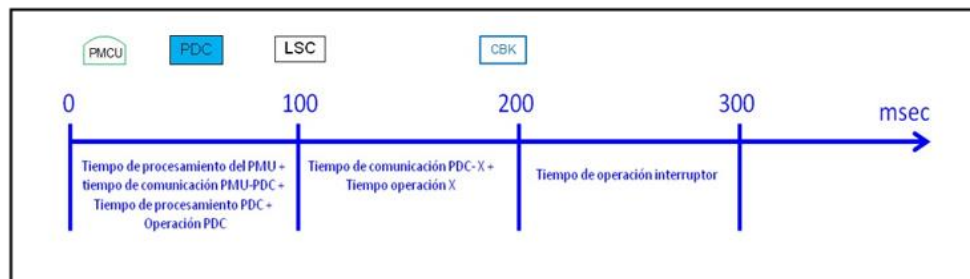 PMCU
PDC
LSC
CBK
0
100
200
300
msec
Tiempo de procesamiento del PMU +
tiempo de comunicación PMU-PDC +
Tiempo de procesamiento PDC +
Operación PDC
Tiempo de comunicación PDC- X +
Tiempo operación X
Tiempo de operación interruptor